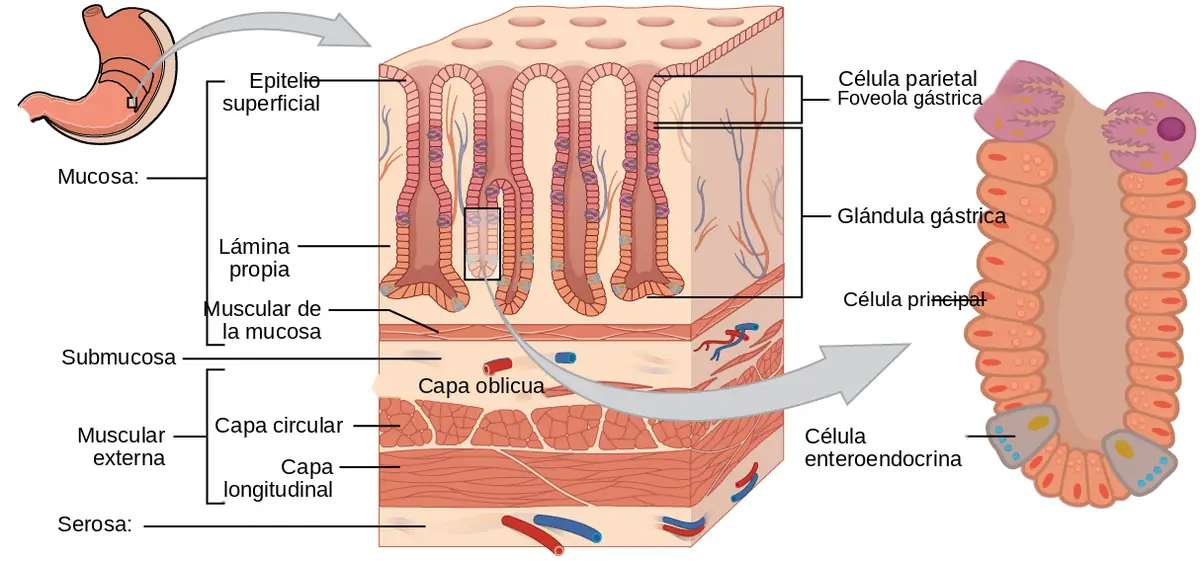 Epitelio
superficial
Mucosa:
Lámina
propia
Muscular de
la mucosa
Submucosa
Capa oblicua
Capa circular
Muscular
externa
Capa
longitudinal
Serosa:
Célula parietal
Foveola gástrica
Glándula gástrica
Célula principal
Célula
enteroendocrina